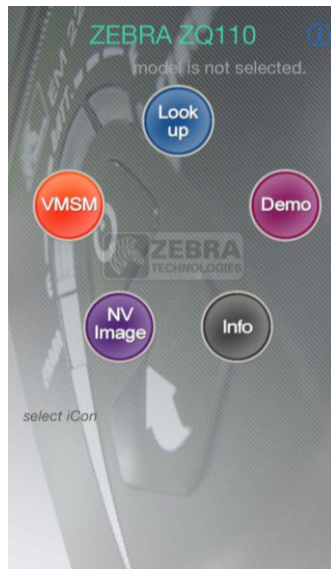 ZEBRA ZQ110
model is not selected.
Look
up
VMSM
Demo
ZEBRA
TECHNOLOGIES
NV
Image
Info
select iCon